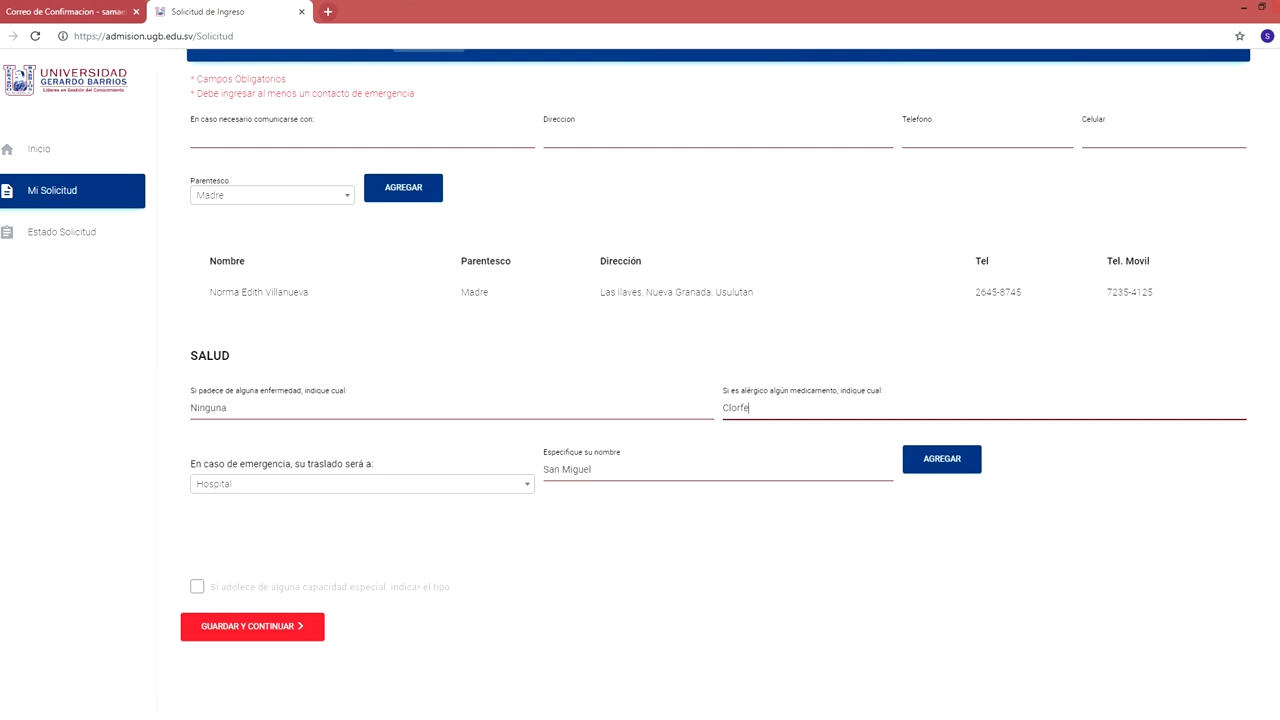 Correo de Confirmacion - samae
Solicitud de Ingreso
https://admision.ugb.edu.sv/Solicitud
S
UNIVERSIDAD
GERARDO BARRIOS
Líderes en Gestión del Conocimiento
Inicio
Mi Solicitud
Estado Solicitud
* Campos Obligatorios
* Debe ingresar al menos un contacto de emergencia
En caso necesario comunicarse con: Direccion Telefono Celular
Parentesco
Madre
AGREGAR
Nombre Parentesco Dirección Tel Tel. Movil
Norma Edith Villanueva Madre Las llaves, Nueva Granada, Usulutan 2645-8745 7235-4125
SALUD
Si padece de alguna enfermedad, indique cual: Si es alérgico algún medicamento, indique cual:
Ninguna Clorfe
En caso de emergencia, su traslado será a:
Hospital
Especifique su nombre
San Miguel
AGREGAR
Si adolece de alguna capacidad especial, indicar el tipo
GUARDAR Y CONTINUAR